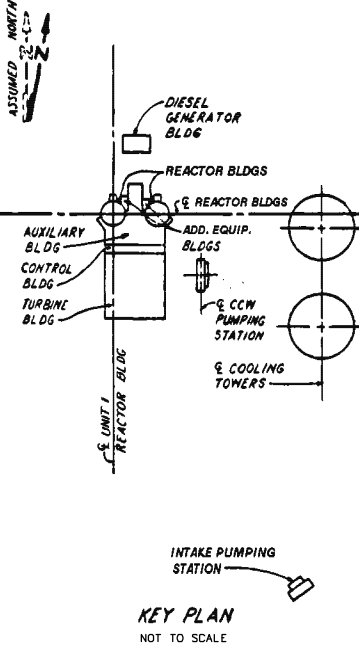 ASSUMED NORTH
N
DIESEL
GENERATOR
BLDG
REACTOR BLDGS
℄ REACTOR BLDGS
AUXILIARY
BLDG
ADD. EQUIP.
BLDGS
CONTROL
BLDG
TURBINE
BLDG
℄ CCW
PUMPING
STATION
℄ COOLING
TOWERS
℄ UNIT 1
REACTOR BLDG
INTAKE PUMPING
STATION
KEY PLAN
NOT TO SCALE